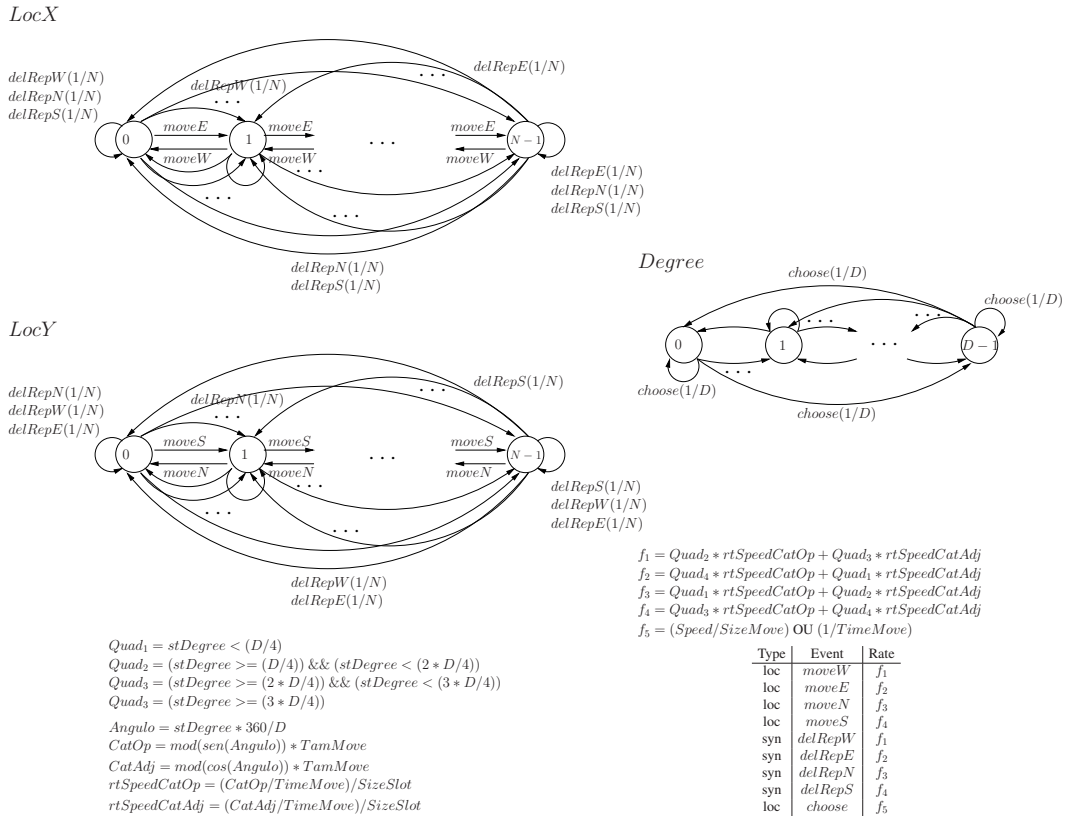 LocX
delRepW(1/N)
delRepN(1/N)
delRepS(1/N)
delRepW(1/N)
. . .
. . .
delRepE(1/N)
0
moveE
moveW
1
moveE
moveW
. . .
moveE
moveW
N − 1
. . .
. . .
. . .
delRepE(1/N)
delRepN(1/N)
delRepS(1/N)
delRepN(1/N)
delRepS(1/N)
Degree
choose(1/D)
choose(1/D)
. . .
. . .
0
1
. . .
D − 1
. . .
choose(1/D)
choose(1/D)
LocY
delRepN(1/N)
delRepW(1/N)
delRepE(1/N)
delRepN(1/N)
. . .
. . .
delRepS(1/N)
0
moveS
moveN
1
moveS
moveN
. . .
moveS
moveN
N − 1
. . .
. . .
. . .
delRepS(1/N)
delRepW(1/N)
delRepE(1/N)
delRepW(1/N)
delRepE(1/N)
f₁ = Quad₂ ∗ rtSpeedCatOp + Quad₃ ∗ rtSpeedCatAdj
f₂ = Quad₄ ∗ rtSpeedCatOp + Quad₁ ∗ rtSpeedCatAdj
f₃ = Quad₁ ∗ rtSpeedCatOp + Quad₂ ∗ rtSpeedCatAdj
f₄ = Quad₃ ∗ rtSpeedCatOp + Quad₄ ∗ rtSpeedCatAdj
f₅ = (Speed/SizeMove) OU (1/TimeMove)
Quad₁ = stDegree < (D/4)
Quad₂ = (stDegree >= (D/4)) && (stDegree < (2 ∗ D/4))
Quad₃ = (stDegree >= (2 ∗ D/4)) && (stDegree < (3 ∗ D/4))
Quad₃ = (stDegree >= (3 ∗ D/4))
Angulo = stDegree ∗ 360/D
CatOp = mod(sen(Angulo)) ∗ TamMove
CatAdj = mod(cos(Angulo)) ∗ TamMove
rtSpeedCatOp = (CatOp/TimeMove)/SizeSlot
rtSpeedCatAdj = (CatAdj/TimeMove)/SizeSlot
Type Event Rate
loc moveW f₁
loc moveE f₂
loc moveN f₃
loc moveS f₄
syn delRepW f₁
syn delRepE f₂
syn delRepN f₃
syn delRepS f₄
loc choose f₅